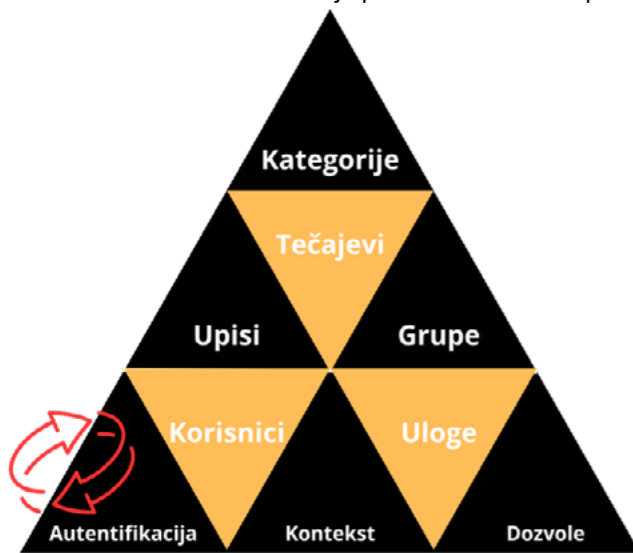 Kategorije
Tečajevi
Upisi
Grupe
Korisnici
Uloge
Autentifikacija
Kontekst
Dozvole